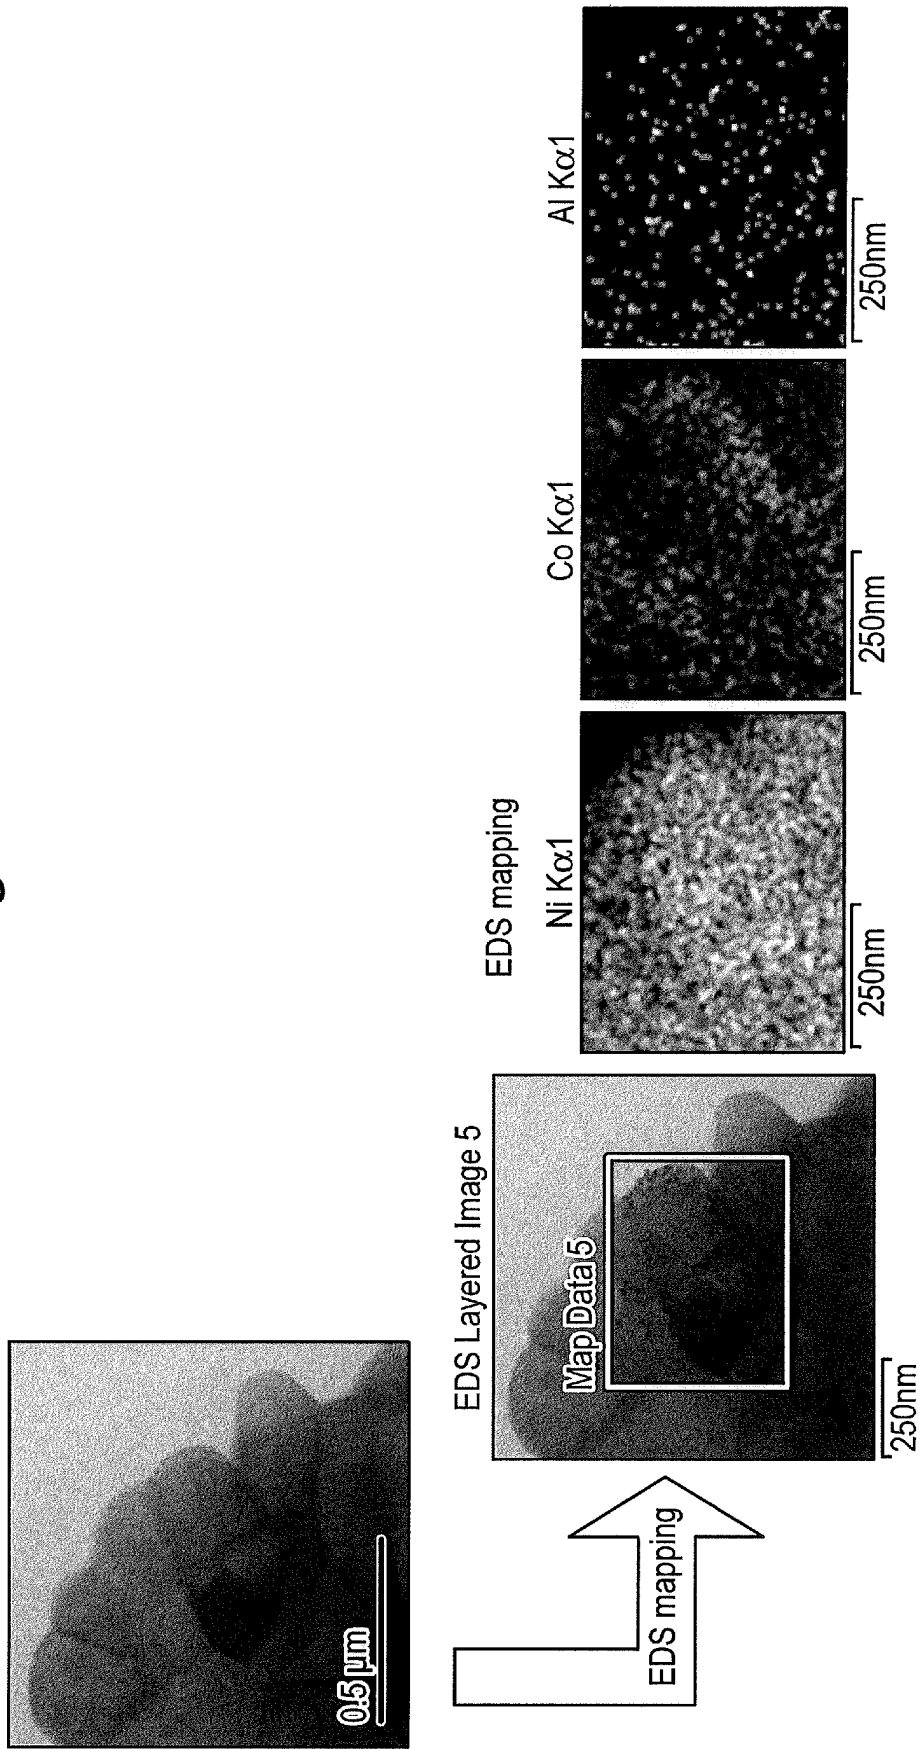 0.5 µm
EDS mapping
EDS Layered Image 5
Map Data 5
250nm
EDS mapping
Ni Kα1
250nm
Co Kα1
250nm
Al Kα1
250nm